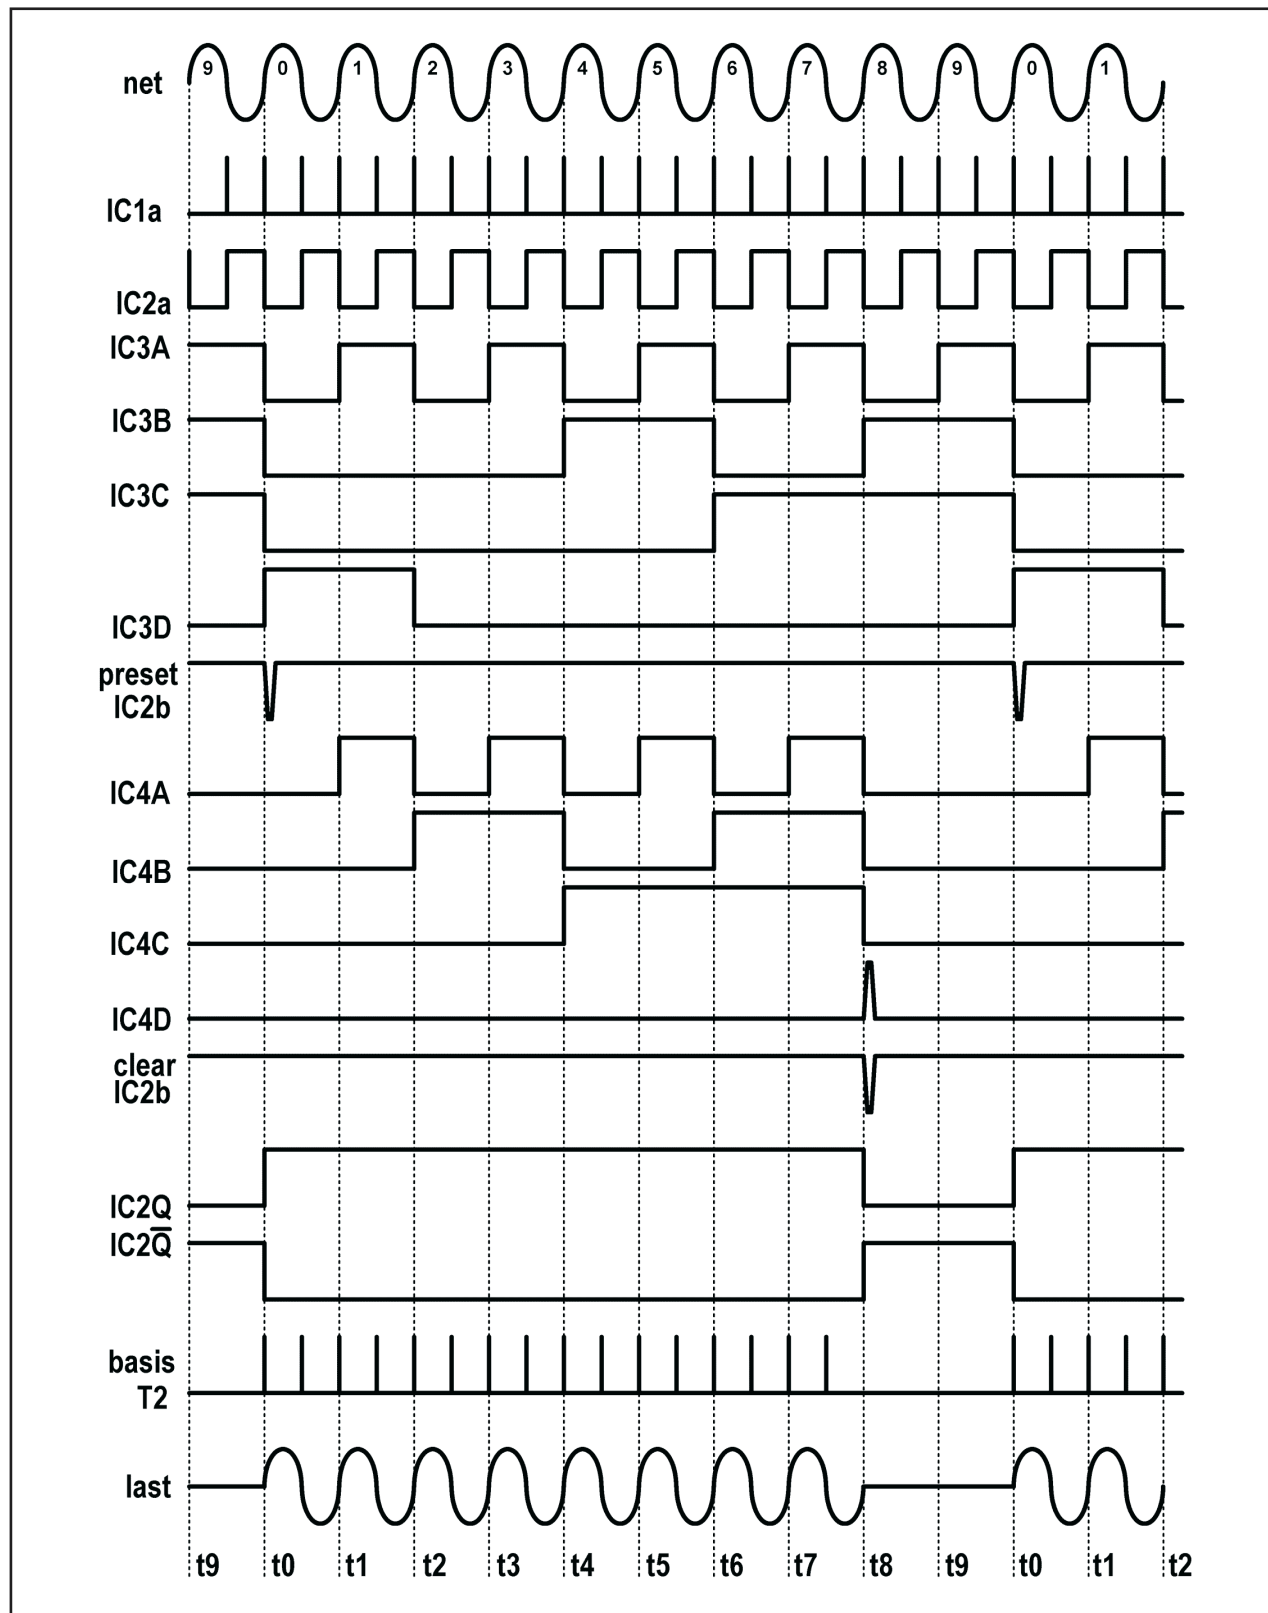 net
9 0 1 2 3 4 5 6 7 8 9 0 1
IC1a
IC2a
IC3A
IC3B
IC3C
IC3D
preset
IC2b
IC4A
IC4B
IC4C
IC4D
clear
IC2b
IC2Q
IC2Q̅
basis
T2
last
t9 t0 t1 t2 t3 t4 t5 t6 t7 t8 t9 t0 t1 t2